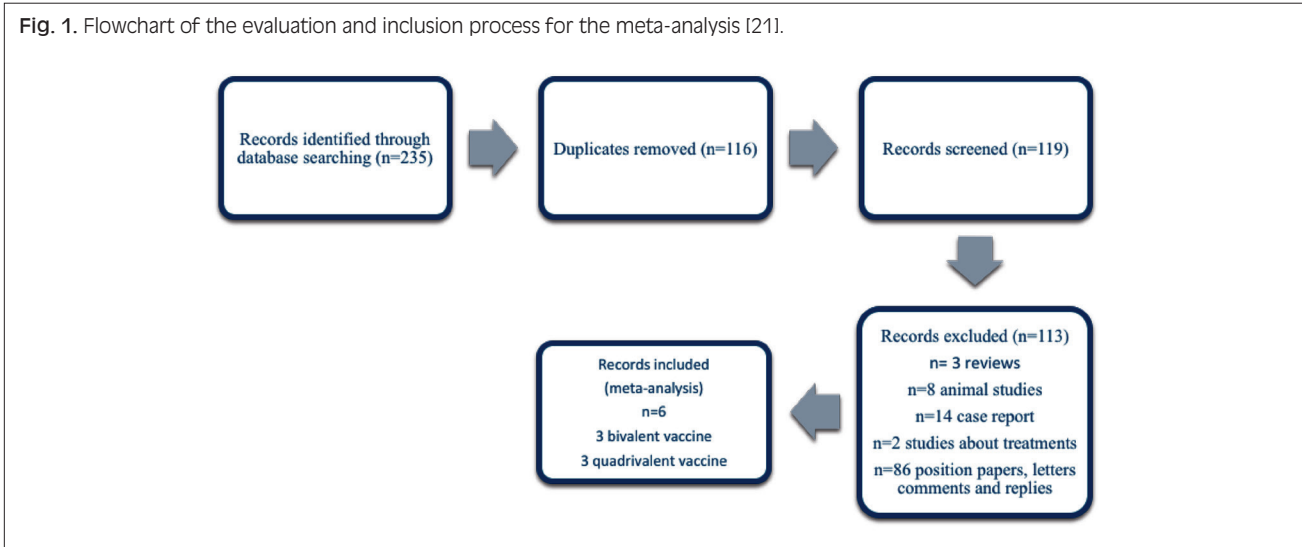 Fig. 1. Flowchart of the evaluation and inclusion process for the meta-analysis [21].
Records identified through
database searching (n=235)
Duplicates removed (n=116)
Records screened (n=119)
Records excluded (n=113)
n= 3 reviews
n=8 animal studies
n=14 case report
n=2 studies about treatments
n=86 position papers, letters
comments and replies
Records included
(meta-analysis)
n=6
3 bivalent vaccine
3 quadrivalent vaccine